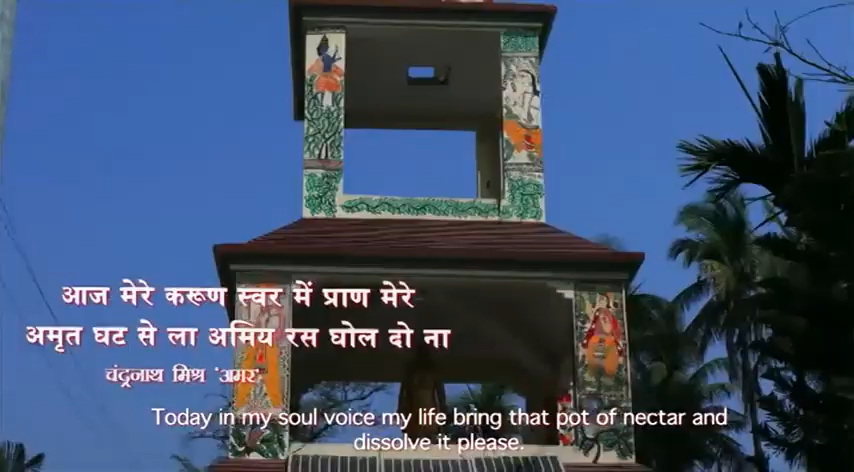 आज मेरे करूण स्वर में प्राण मेरे
अमृत घट से ला अमिय रस घोल दो ना
चंद्रनाथ मिश्र 'अमर'
Today in my soul voice my life bring that pot of nectar and
dissolve it please.